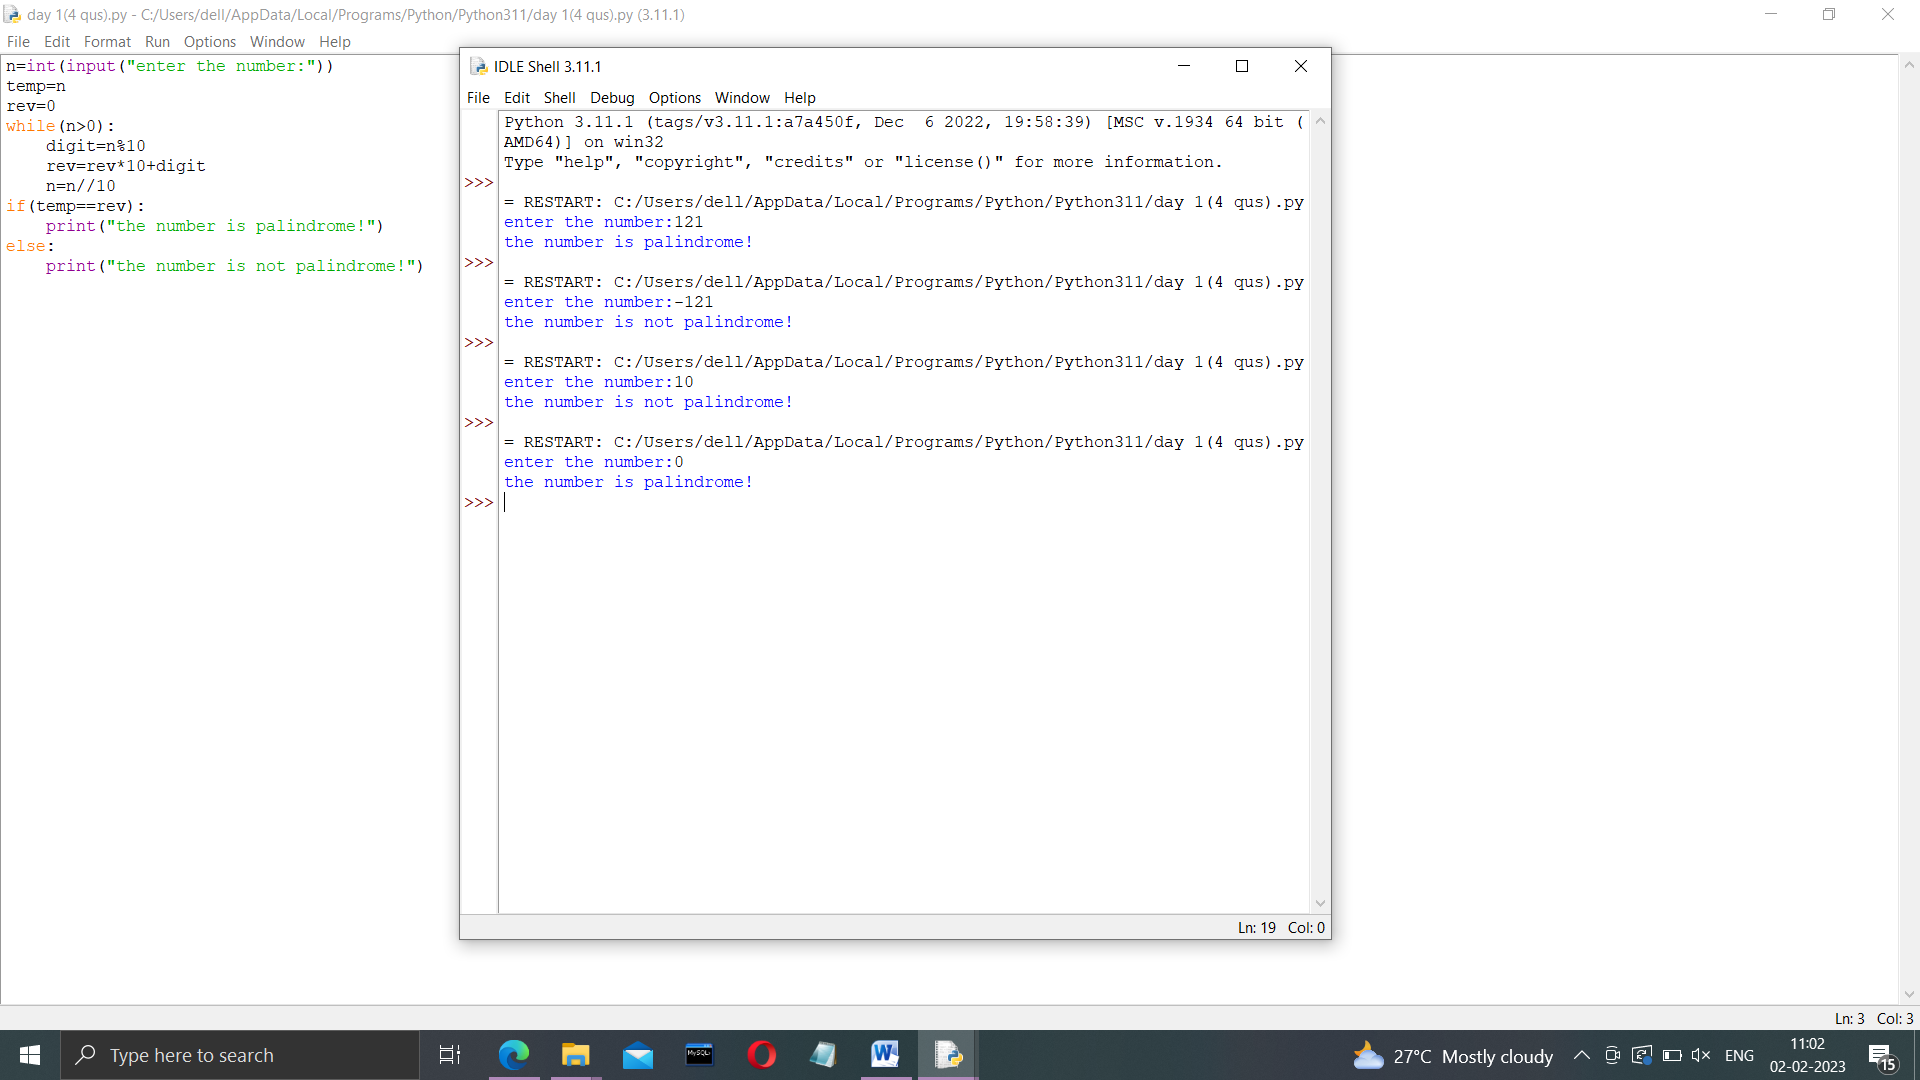 day 1(4 qus).py - C:/Users/dell/AppData/Local/Programs/Python/Python311/day 1(4 qus).py (3.11.1)
File Edit Format Run Options Window Help
n=int(input("enter the number:"))
temp=n
rev=0
while(n>0):
    digit=n%10
    rev=rev*10+digit
    n=n//10
if(temp==rev):
    print("the number is palindrome!")
else:
    print("the number is not palindrome!")
IDLE Shell 3.11.1
File Edit Shell Debug Options Window Help
Python 3.11.1 (tags/v3.11.1:a7a450f, Dec  6 2022, 19:58:39) [MSC v.1934 64 bit (
AMD64)] on win32
Type "help", "copyright", "credits" or "license()" for more information.
>>>
= RESTART: C:/Users/dell/AppData/Local/Programs/Python/Python311/day 1(4 qus).py
enter the number:121
the number is palindrome!
>>>
= RESTART: C:/Users/dell/AppData/Local/Programs/Python/Python311/day 1(4 qus).py
enter the number:-121
the number is not palindrome!
>>>
= RESTART: C:/Users/dell/AppData/Local/Programs/Python/Python311/day 1(4 qus).py
enter the number:10
the number is not palindrome!
>>>
= RESTART: C:/Users/dell/AppData/Local/Programs/Python/Python311/day 1(4 qus).py
enter the number:0
the number is palindrome!
>>>
Ln: 19 Col: 0
Ln: 3 Col: 3
Type here to search
MySQL
27°C Mostly cloudy
ENG
11:02
02-02-2023
15